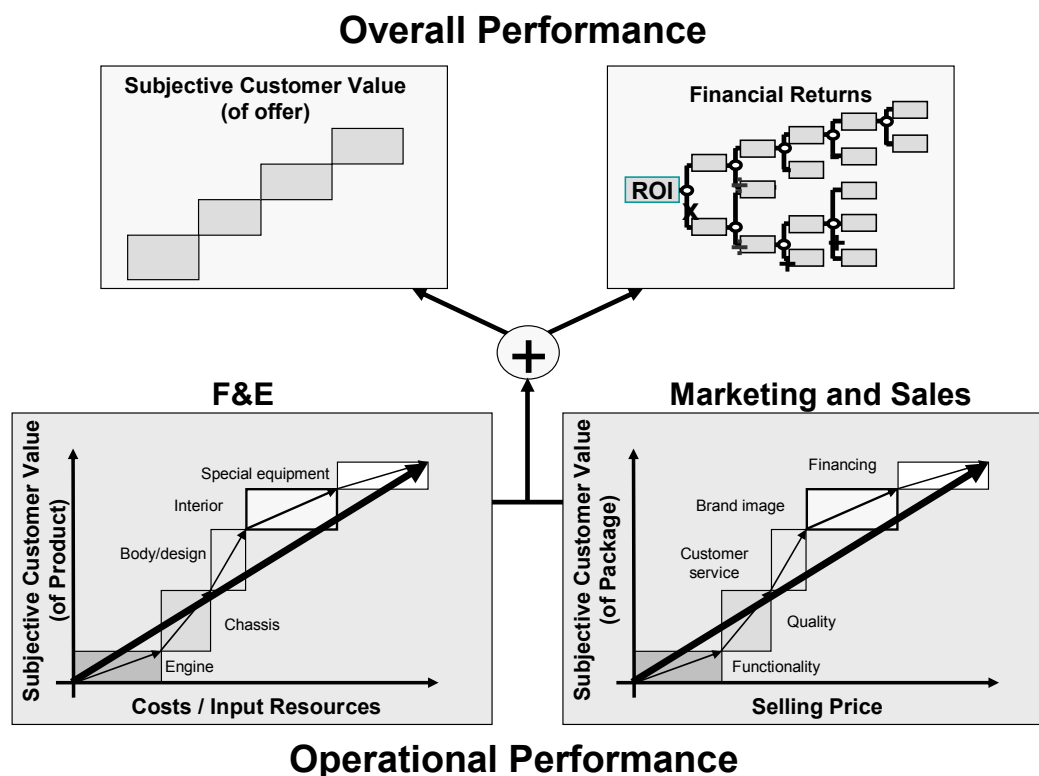 Overall Performance
Subjective Customer Value
(of offer)
Financial Returns
ROI
X
+
+
+
+
+
F&E
Marketing and Sales
Subjective Customer Value
(of Product)
Special equipment
Interior
Body/design
Chassis
Engine
Costs / Input Resources
Subjective Customer Value
(of Package)
Financing
Brand image
Customer
service
Quality
Functionality
Selling Price
Operational Performance